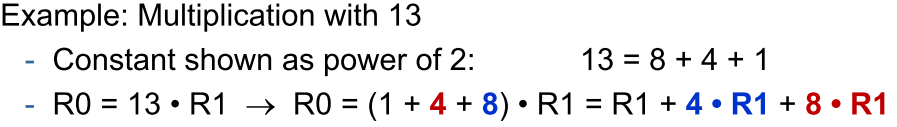 Example: Multiplication with 13
- Constant shown as power of 2: 13 = 8 + 4 + 1
- R0 = 13 • R1 → R0 = (1 + 4 + 8) • R1 = R1 + 4 • R1 + 8 • R1